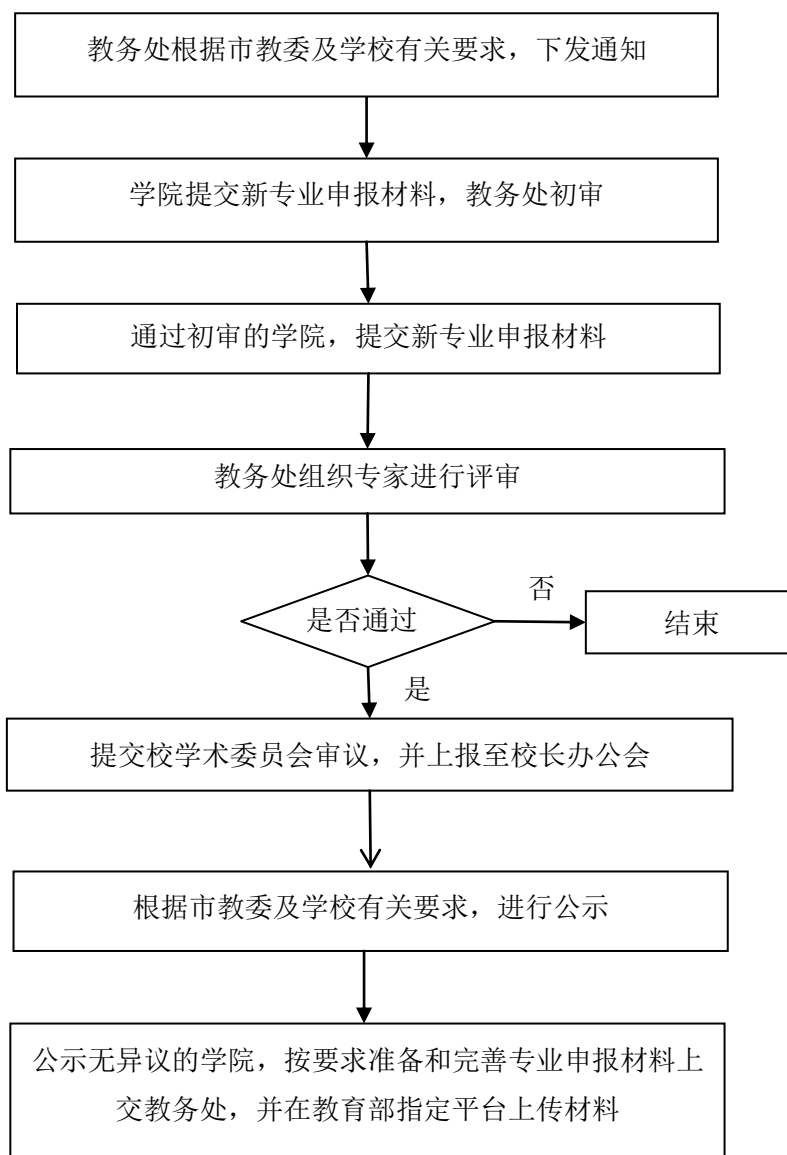 教务处根据市教委及学校有关要求，下发通知
学院提交新专业申报材料，教务处初审
通过初审的学院，提交新专业申报材料
教务处组织专家进行评审
是否通过
否
结束
是
提交校学术委员会审议，并上报至校长办公会
根据市教委及学校有关要求，进行公示
公示无异议的学院，按要求准备和完善专业申报材料上
交教务处，并在教育部指定平台上传材料